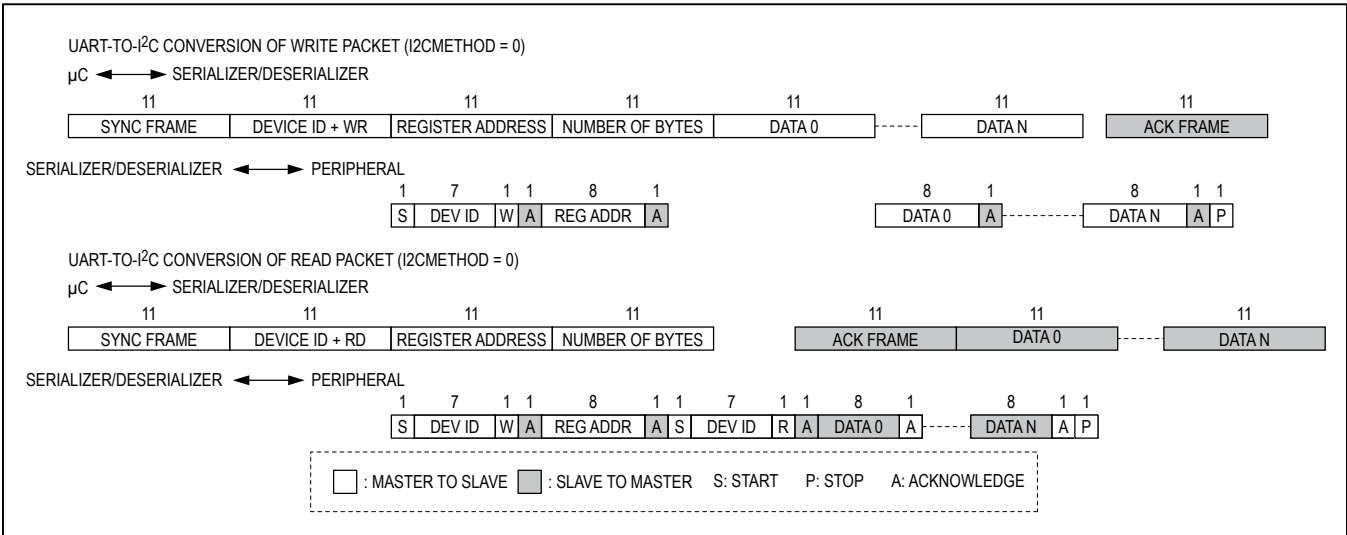 UART-TO-I2C CONVERSION OF WRITE PACKET (I2CMETHOD = 0)
µC SERIALIZER/DESERIALIZER
11 11 11 11 11 11 11
SYNC FRAME DEVICE ID + WR REGISTER ADDRESS NUMBER OF BYTES DATA 0 DATA N ACK FRAME
SERIALIZER/DESERIALIZER PERIPHERAL
1 7 1 1 8 1 8 1 8 1 1
S DEV ID W A REG ADDR A DATA 0 A DATA N A P
UART-TO-I2C CONVERSION OF READ PACKET (I2CMETHOD = 0)
µC SERIALIZER/DESERIALIZER
11 11 11 11 11 11 11
SYNC FRAME DEVICE ID + RD REGISTER ADDRESS NUMBER OF BYTES ACK FRAME DATA 0 DATA N
SERIALIZER/DESERIALIZER PERIPHERAL
1 7 1 1 8 1 1 7 1 1 8 1 8 1 1
S DEV ID W A REG ADDR A S DEV ID R A DATA 0 A DATA N A P
: MASTER TO SLAVE : SLAVE TO MASTER S: START P: STOP A: ACKNOWLEDGE